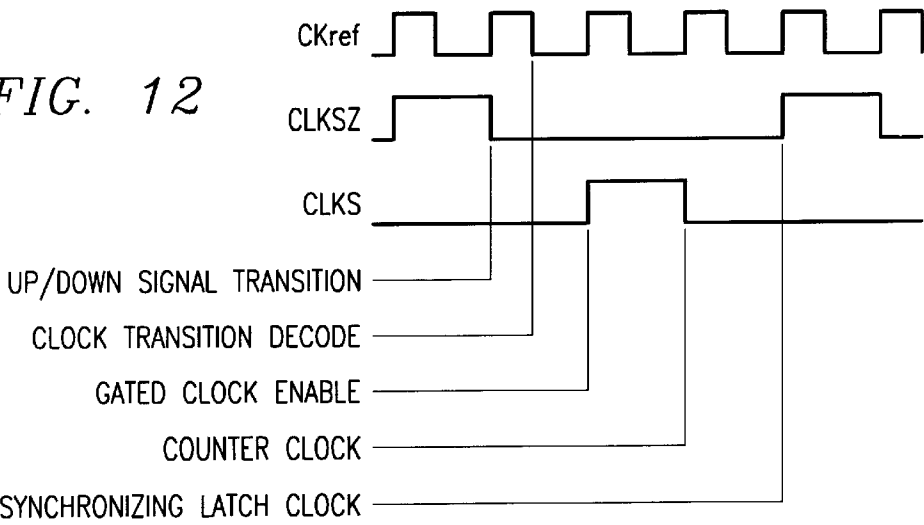 CKref
FIG. 12
CLKSZ
CLKS
UP/DOWN SIGNAL TRANSITION
CLOCK TRANSITION DECODE
GATED CLOCK ENABLE
COUNTER CLOCK
SYNCHRONIZING LATCH CLOCK